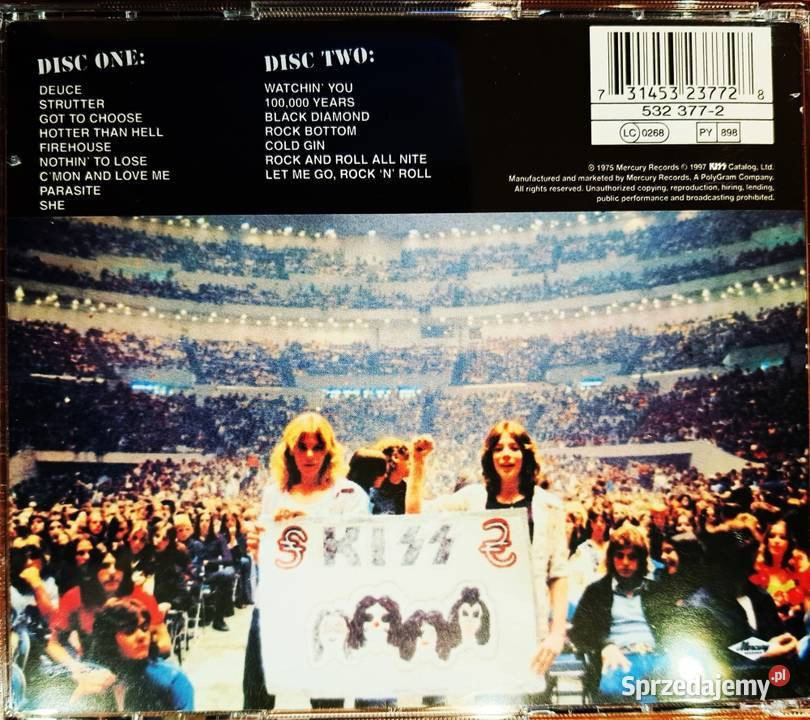 DISC ONE:
DEUCE
STRUTTER
GOT TO CHOOSE
HOTTER THAN HELL
FIREHOUSE
NOTHIN' TO LOSE
C'MON AND LOVE ME
PARASITE
SHE
DISC TWO:
WATCHIN' YOU
100,000 YEARS
BLACK DIAMOND
ROCK BOTTOM
COLD GIN
ROCK AND ROLL ALL NITE
LET ME GO, ROCK 'N' ROLL
7 31453 23772 8
532 377-2
LC 0268
PY 898
℗ 1975 Mercury Records © 1997 KISS Catalog, Ltd.
Manufactured and marketed by Mercury Records, A PolyGram Company.
All rights reserved. Unauthorized copying, reproduction, hiring, lending,
public performance and broadcasting prohibited.
KISS
Mercury
Sprzedajemy.pl